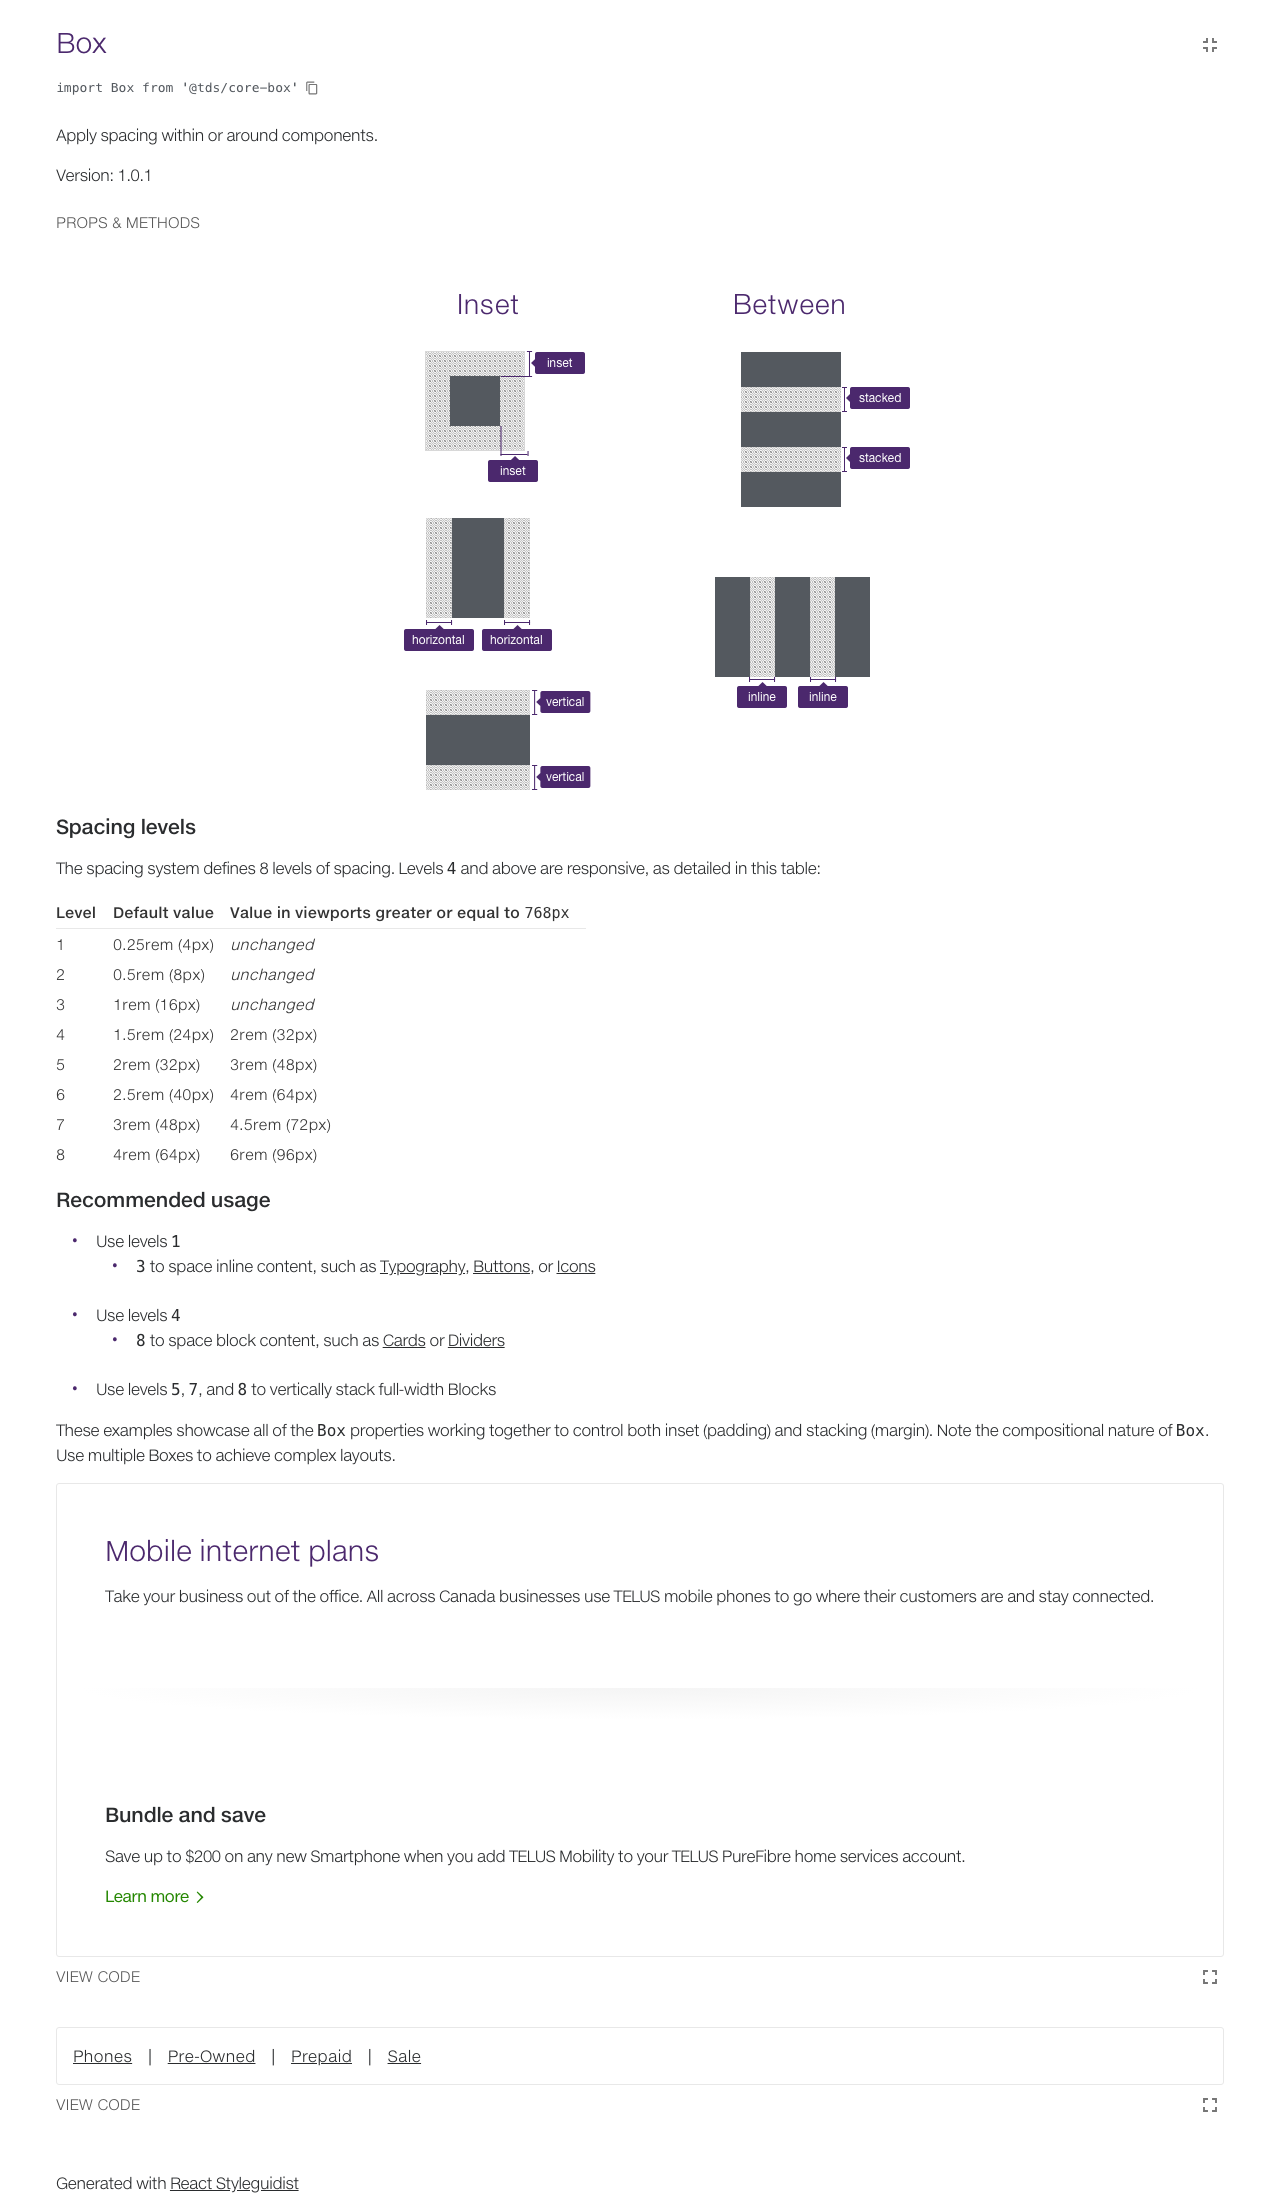 Box
import Box from '@tds/core-box'
Apply spacing within or around components.
Version: 1.0.1
PROPS & METHODS
Inset
Between
inset
inset
stacked
stacked
horizontal
horizontal
inline
inline
vertical
vertical
Spacing levels
The spacing system defines 8 levels of spacing. Levels 4 and above are responsive, as detailed in this table:
Level Default value Value in viewports greater or equal to 768px
1 0.25rem (4px) unchanged
2 0.5rem (8px) unchanged
3 1rem (16px) unchanged
4 1.5rem (24px) 2rem (32px)
5 2rem (32px) 3rem (48px)
6 2.5rem (40px) 4rem (64px)
7 3rem (48px) 4.5rem (72px)
8 4rem (64px) 6rem (96px)
Recommended usage
• Use levels 1
• 3 to space inline content, such as Typography, Buttons, or Icons
• Use levels 4
• 8 to space block content, such as Cards or Dividers
• Use levels 5, 7, and 8 to vertically stack full-width Blocks
These examples showcase all of the Box properties working together to control both inset (padding) and stacking (margin). Note the compositional nature of Box.
Use multiple Boxes to achieve complex layouts.
Mobile internet plans
Take your business out of the office. All across Canada businesses use TELUS mobile phones to go where their customers are and stay connected.
Bundle and save
Save up to $200 on any new Smartphone when you add TELUS Mobility to your TELUS PureFibre home services account.
Learn more
VIEW CODE
Phones | Pre-Owned | Prepaid | Sale
VIEW CODE
Generated with React Styleguidist